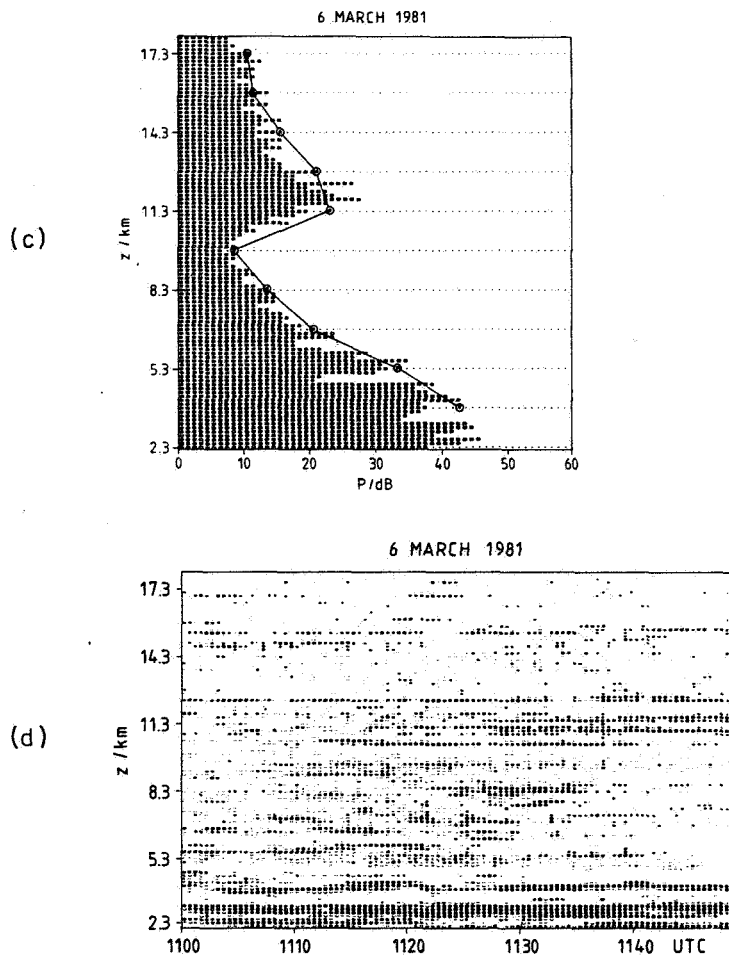 6 MARCH 1981
(c)
z / km
17.3
14.3
11.3
8.3
5.3
2.3
0 10 20 30 40 50 60
P/dB
6 MARCH 1981
(d)
z / km
17.3
14.3
11.3
8.3
5.3
2.3
1100 1110 1120 1130 1140 UTC